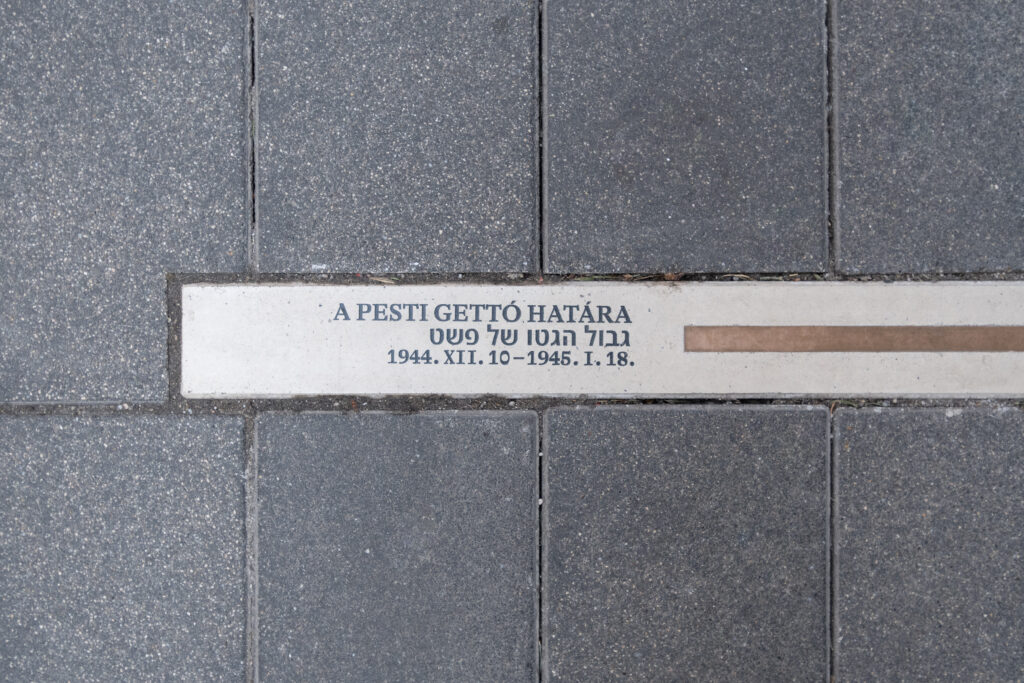 A PESTI GETTÓ HATÁRA
גבול הגטו של פשט
1944. XII. 10–1945. I. 18.